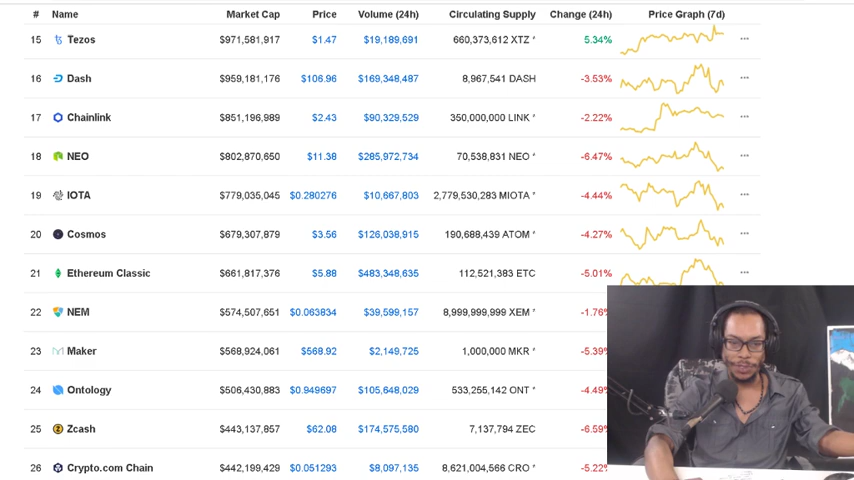 # Name Market Cap Price Volume (24h) Circulating Supply Change (24h) Price Graph (7d)
15 Tezos $971,581,917 $1.47 $19,189,691 660,373,612 XTZ * 5.34%
16 Dash $959,181,176 $106.96 $169,348,487 8,967,541 DASH -3.53%
17 Chainlink $851,196,989 $2.43 $90,329,529 350,000,000 LINK * -2.22%
18 NEO $802,870,650 $11.38 $285,972,734 70,538,831 NEO * -6.47%
19 IOTA $779,035,045 $0.280276 $10,667,803 2,779,530,283 MIOTA * -4.44%
20 Cosmos $679,307,879 $3.56 $126,038,915 190,688,439 ATOM * -4.27%
21 Ethereum Classic $661,817,376 $5.88 $483,348,635 112,521,383 ETC -5.01%
22 NEM $574,507,651 $0.063834 $39,599,157 8,999,999,999 XEM * -1.76%
23 Maker $568,924,061 $568.92 $2,149,725 1,000,000 MKR * -5.39%
24 Ontology $506,430,883 $0.949697 $105,648,029 533,255,142 ONT * -4.49%
25 Zcash $443,137,857 $62.08 $174,575,580 7,137,794 ZEC -6.59%
26 Crypto.com Chain $442,199,429 $0.051293 $8,097,135 8,621,004,566 CRO * -5.22%